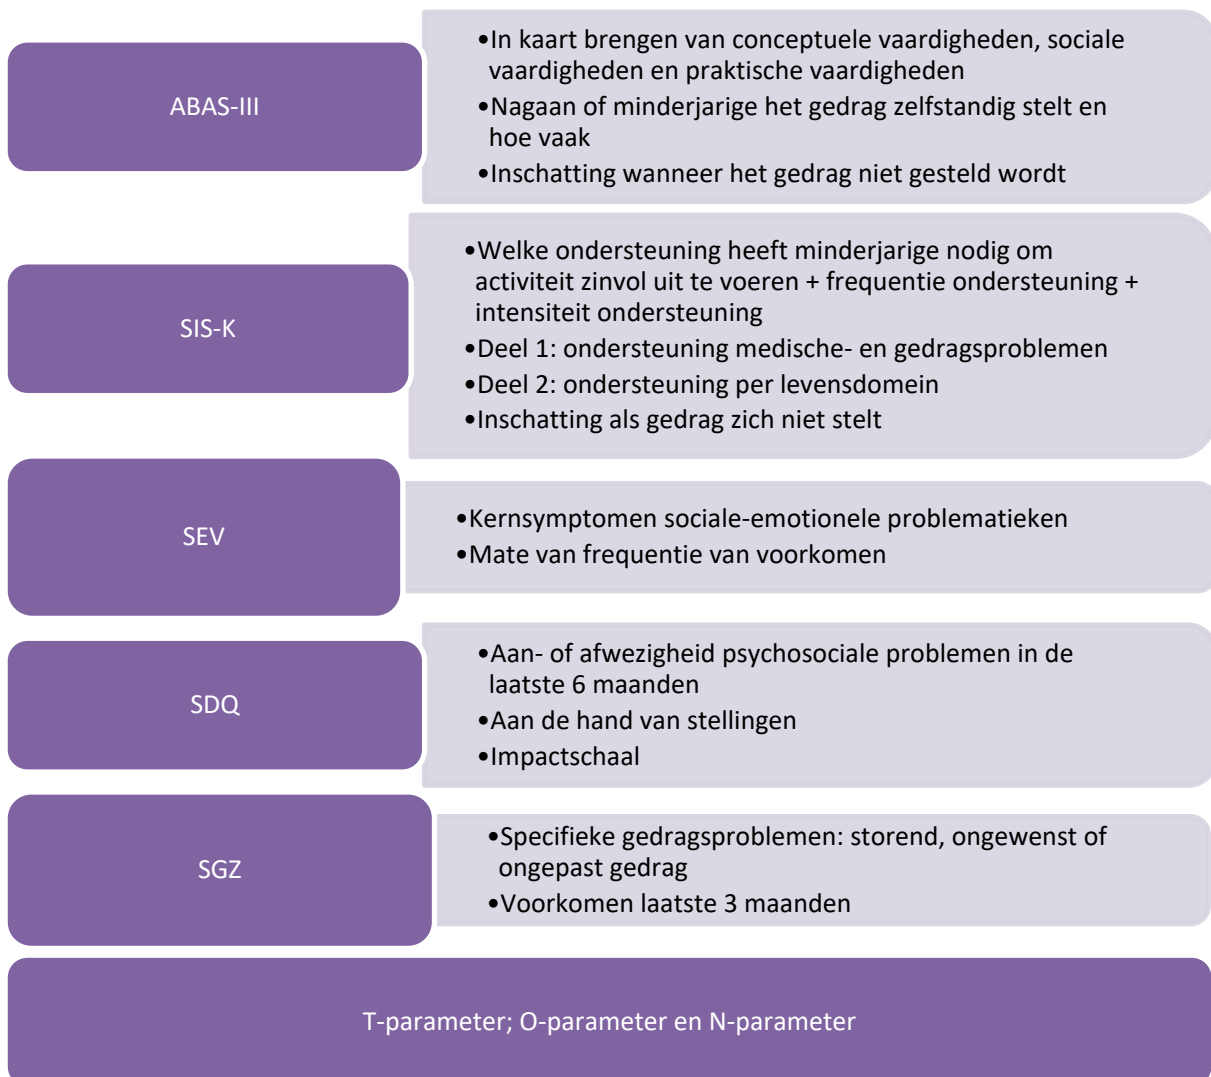 ABAS-III
•In kaart brengen van conceptuele vaardigheden, sociale
vaardigheden en praktische vaardigheden
•Nagaan of minderjarige het gedrag zelfstandig stelt en
hoe vaak
•Inschatting wanneer het gedrag niet gesteld wordt
SIS-K
•Welke ondersteuning heeft minderjarige nodig om
activiteit zinvol uit te voeren + frequentie ondersteuning +
intensiteit ondersteuning
•Deel 1: ondersteuning medische- en gedragsproblemen
•Deel 2: ondersteuning per levensdomein
•Inschatting als gedrag zich niet stelt
SEV
•Kernsymptomen sociale-emotionele problematieken
•Mate van frequentie van voorkomen
SDQ
•Aan- of afwezigheid psychosociale problemen in de
laatste 6 maanden
•Aan de hand van stellingen
•Impactschaal
SGZ
•Specifieke gedragsproblemen: storend, ongewenst of
ongepast gedrag
•Voorkomen laatste 3 maanden
T-parameter; O-parameter en N-parameter